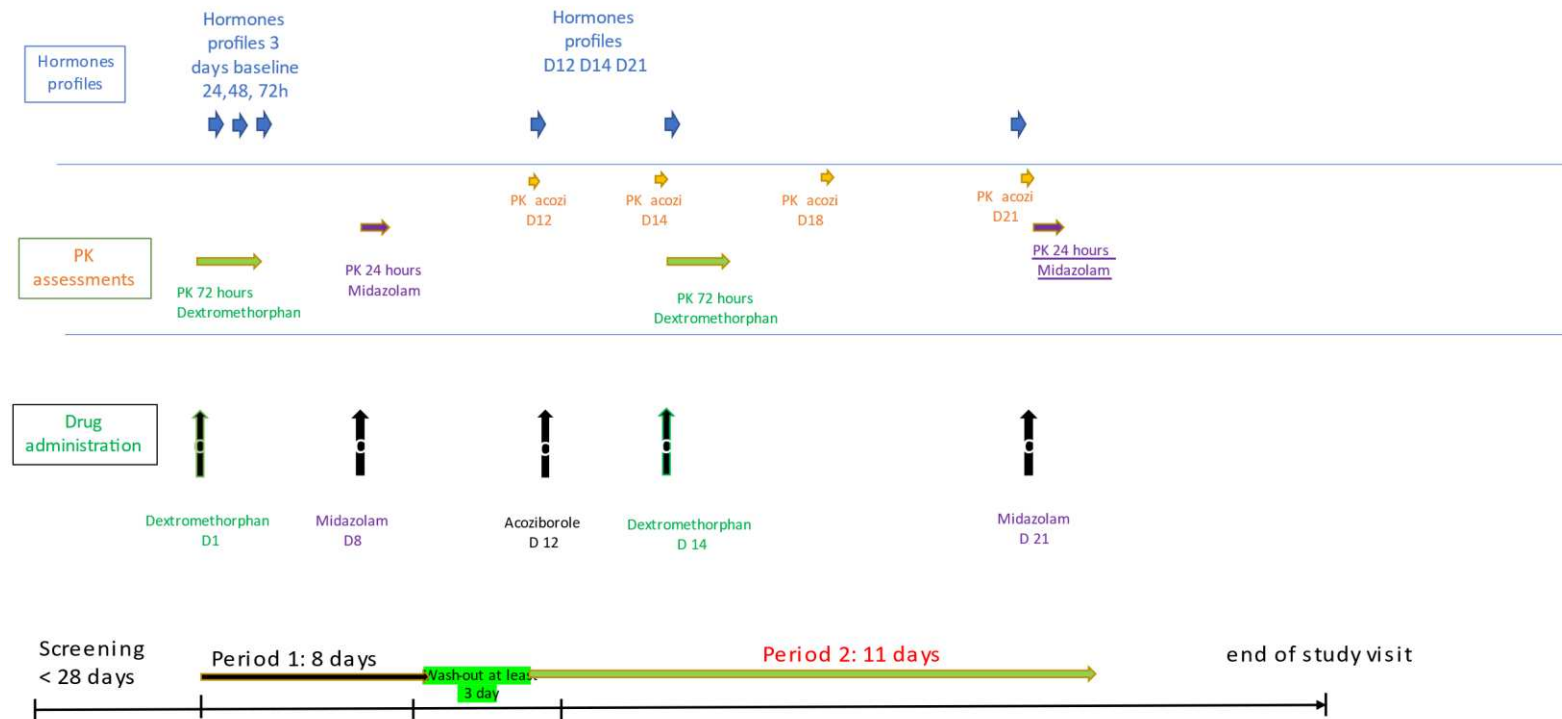 Hormones
profiles
Hormones
profiles 3
days baseline
24,48, 72h
Hormones
profiles
D12 D14 D21
PK
assessments
PK acozi
D12
PK acozi
D14
PK acozi
D18
PK acozi
D21
PK 24 hours
Midazolam
PK 24 hours
Midazolam
PK 72 hours
Dextromethorphan
PK 72 hours
Dextromethorphan
Drug
administration
Dextromethorphan
D1
Midazolam
D8
Acoziborole
D 12
Dextromethorphan
D 14
Midazolam
D 21
Screening
< 28 days
Period 1: 8 days
Wash-out at least
3 day
Period 2: 11 days
end of study visit